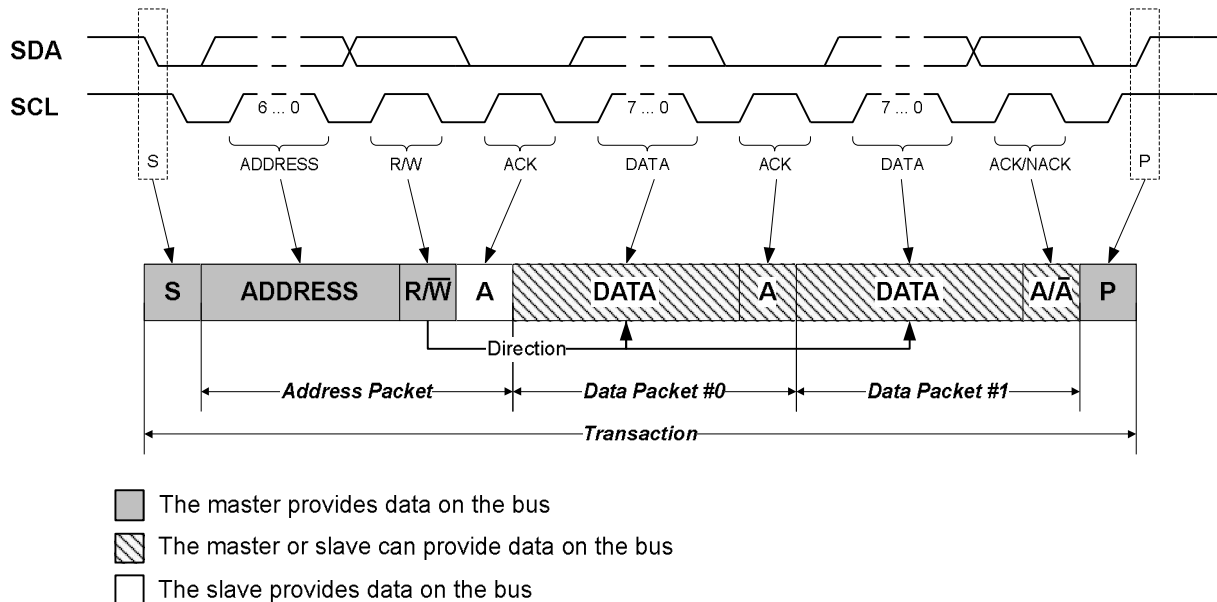 SDA
SCL
6 ... 0
7 ... 0
7 ... 0
S
ADDRESS
R/W
ACK
DATA
ACK
DATA
ACK/NACK
P
S
ADDRESS
R/W̅
A
DATA
A
DATA
A/A̅
P
Direction
Address Packet
Data Packet #0
Data Packet #1
Transaction
The master provides data on the bus
The master or slave can provide data on the bus
The slave provides data on the bus